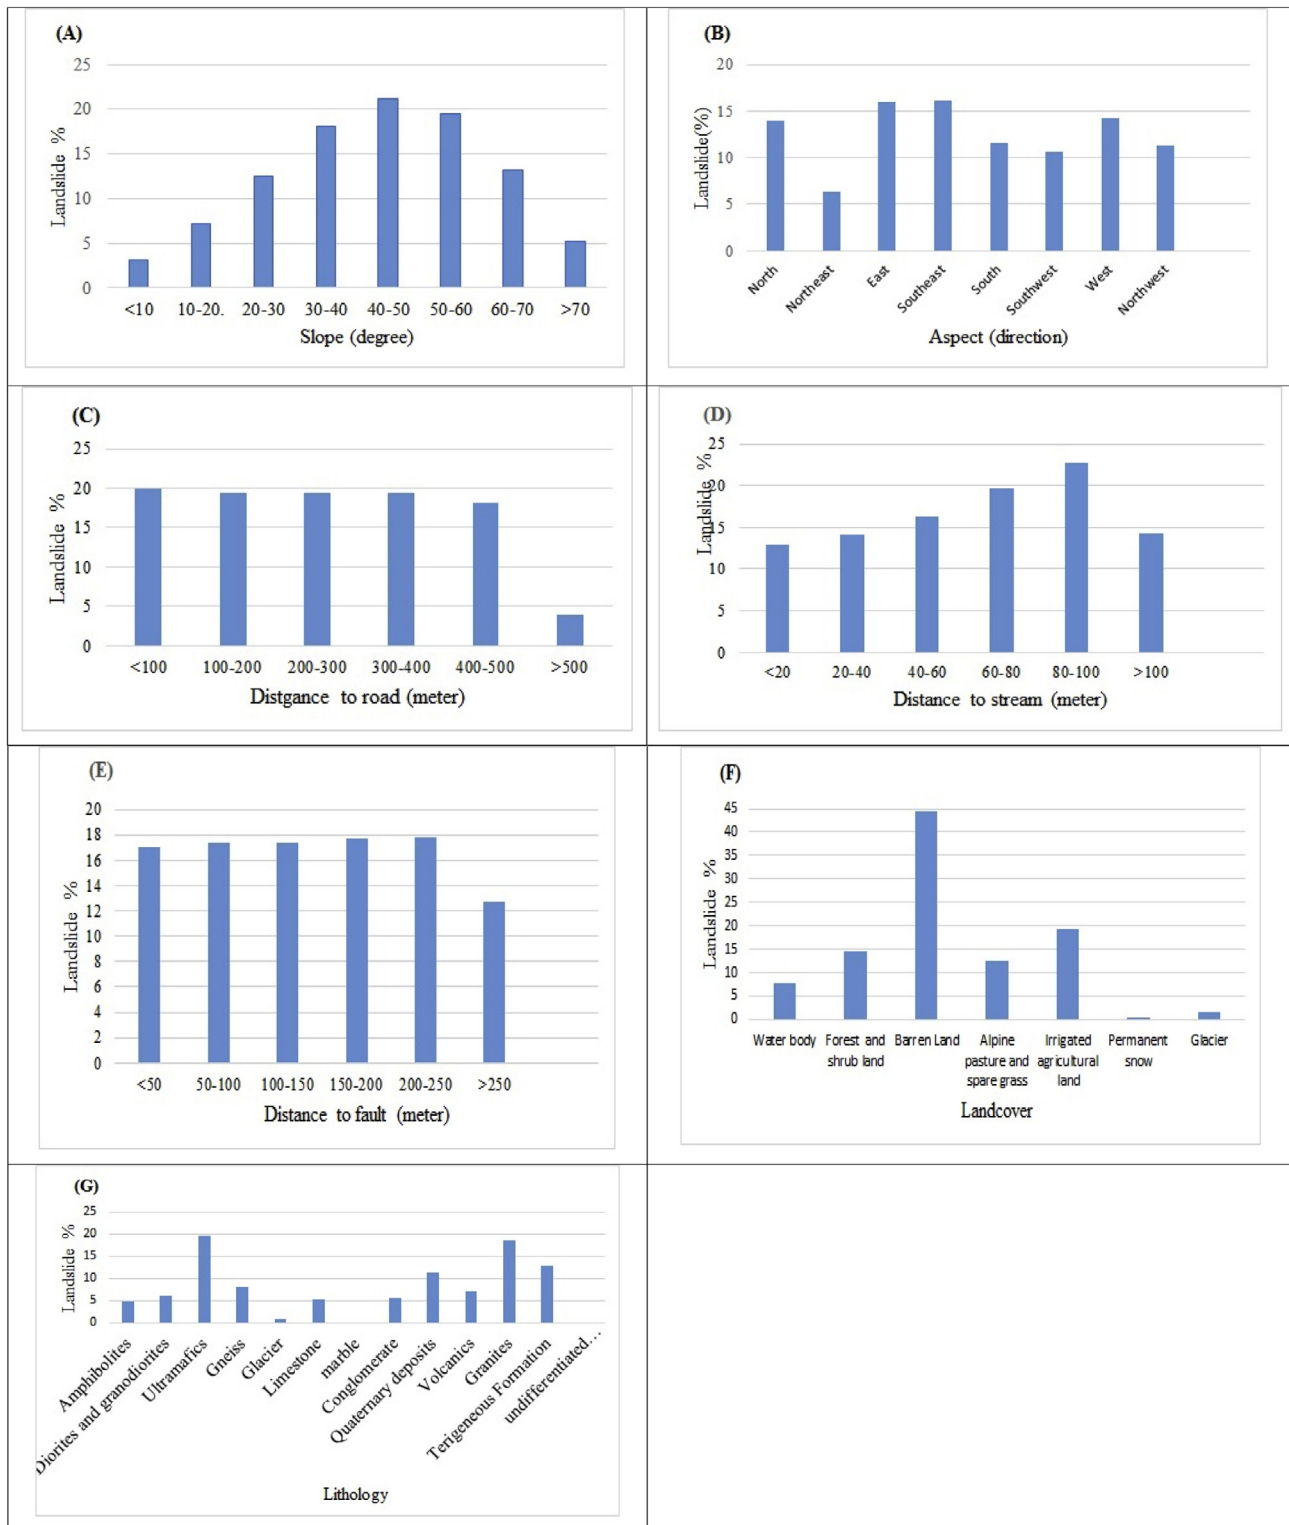 (A)
Landslide %
25
20
15
10
5
0
<10 10-20. 20-30 30-40 40-50 50-60 60-70 >70
Slope (degree)
(B)
Landslide(%)
20
15
10
5
0
North Northeast East Southeast South Southwest West Northwest
Aspect (direction)
(C)
Landslide %
25
20
15
10
5
0
<100 100-200 200-300 300-400 400-500 >500
Distgance to road (meter)
(D)
Landslide %
25
20
15
10
5
0
<20 20-40 40-60 60-80 80-100 >100
Distance to stream (meter)
(E)
Landslide %
20
18
16
14
12
10
8
6
4
2
0
<50 50-100 100-150 150-200 200-250 >250
Distance to fault (meter)
(F)
Landslide %
45
40
35
30
25
20
15
10
5
0
Water body Forest and Barren Land Alpine Irrigated Permanent Glacier
shrub land pasture and agricultural snow
spare grass land
Landcover
(G)
Landslide %
25
20
15
10
5
0
Amphibolites
Diorites and granodiorites
Ultramafics
Gneiss
Glacier
Limestone
marble
Conglomerate
Quaternary deposits
Volcanics
Granites
Terigeneous Formation
undifferentiated...
Lithology